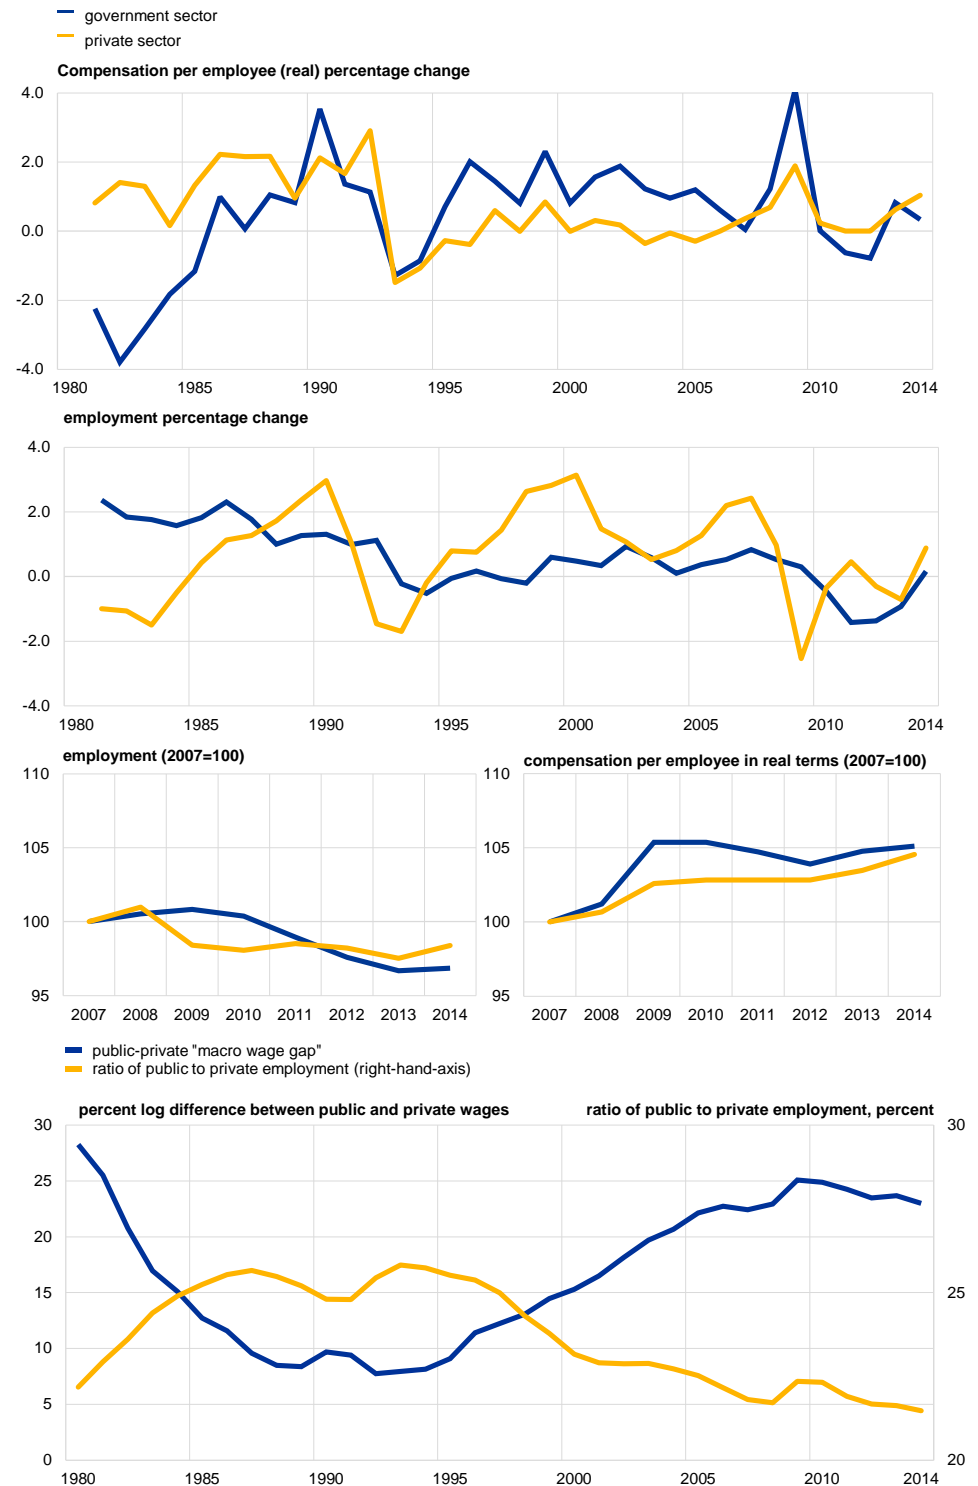 government sector
private sector
Compensation per employee (real) percentage change
4.0
2.0
0.0
-2.0
-4.0
1980 1985 1990 1995 2000 2005 2010 2014
employment percentage change
4.0
2.0
0.0
-2.0
-4.0
1980 1985 1990 1995 2000 2005 2010 2014
employment (2007=100)
110
105
100
95
2007 2008 2009 2010 2011 2012 2013 2014
compensation per employee in real terms (2007=100)
110
105
100
95
2007 2008 2009 2010 2011 2012 2013 2014
public-private "macro wage gap"
ratio of public to private employment (right-hand-axis)
percent log difference between public and private wages
ratio of public to private employment, percent
30 30
25
20
15 25
10
5
0 20
1980 1985 1990 1995 2000 2005 2010 2014